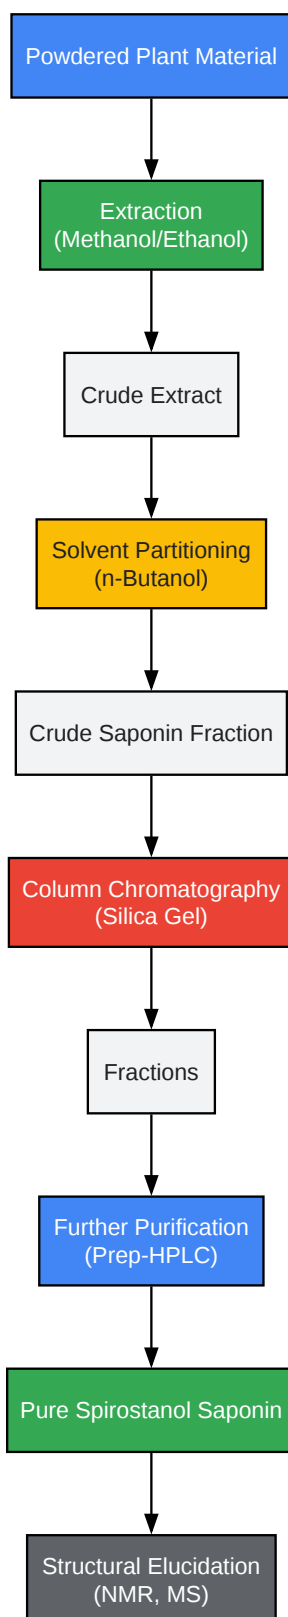 Powdered Plant Material
Extraction
(Methanol/Ethanol)
Crude Extract
Solvent Partitioning
(n-Butanol)
Crude Saponin Fraction
Column Chromatography
(Silica Gel)
Fractions
Further Purification
(Prep-HPLC)
Pure Spirostanol Saponin
Structural Elucidation
(NMR, MS)